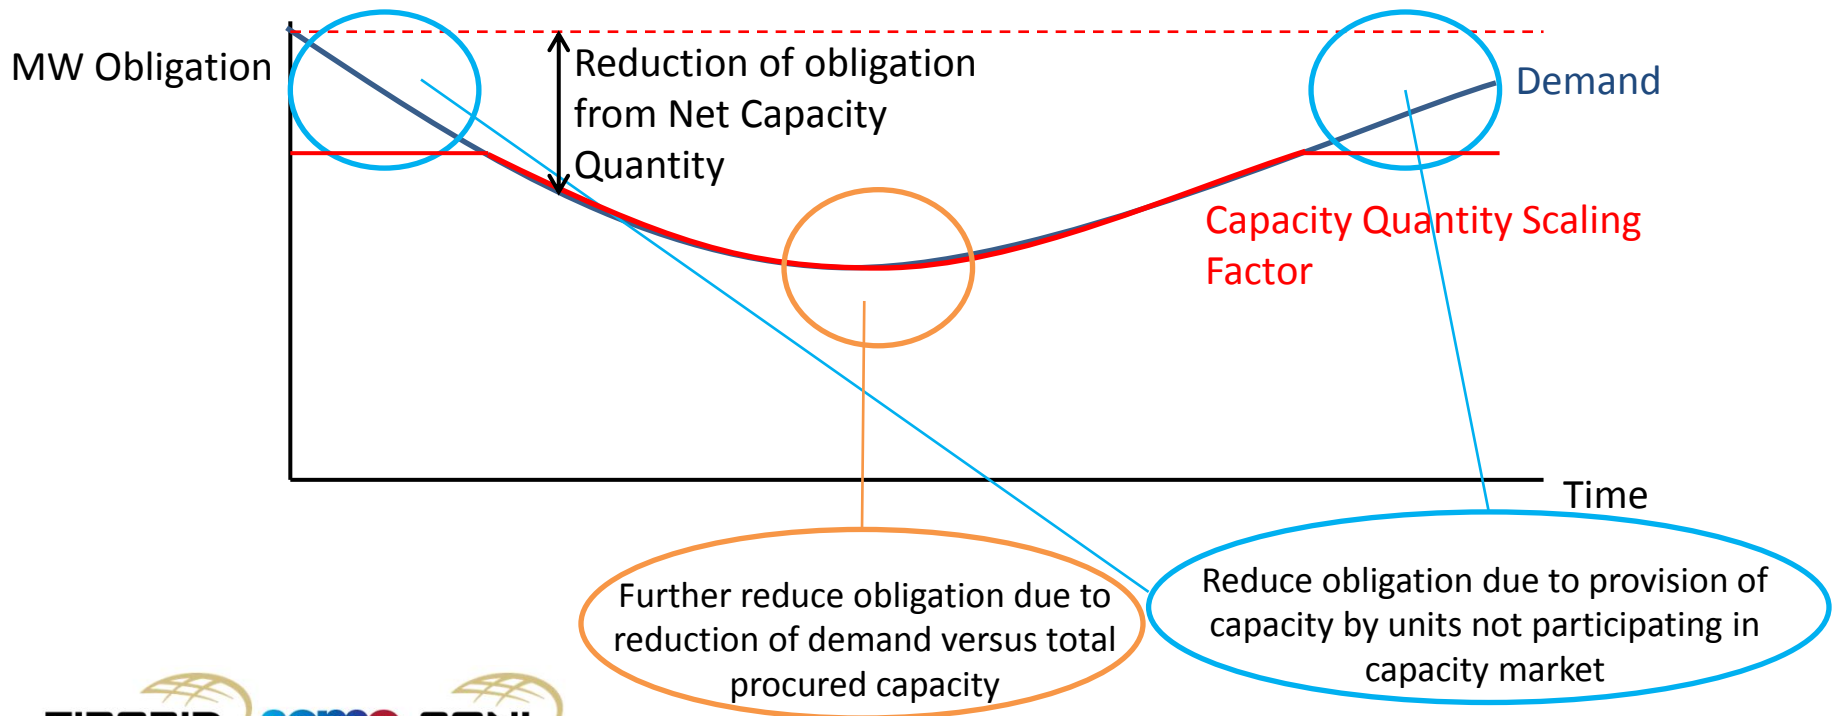 MW Obligation
Reduction of obligation
from Net Capacity
Quantity
Demand
Capacity Quantity Scaling
Factor
Time
Further reduce obligation due to
reduction of demand versus total
procured capacity
Reduce obligation due to provision of
capacity by units not participating in
capacity market